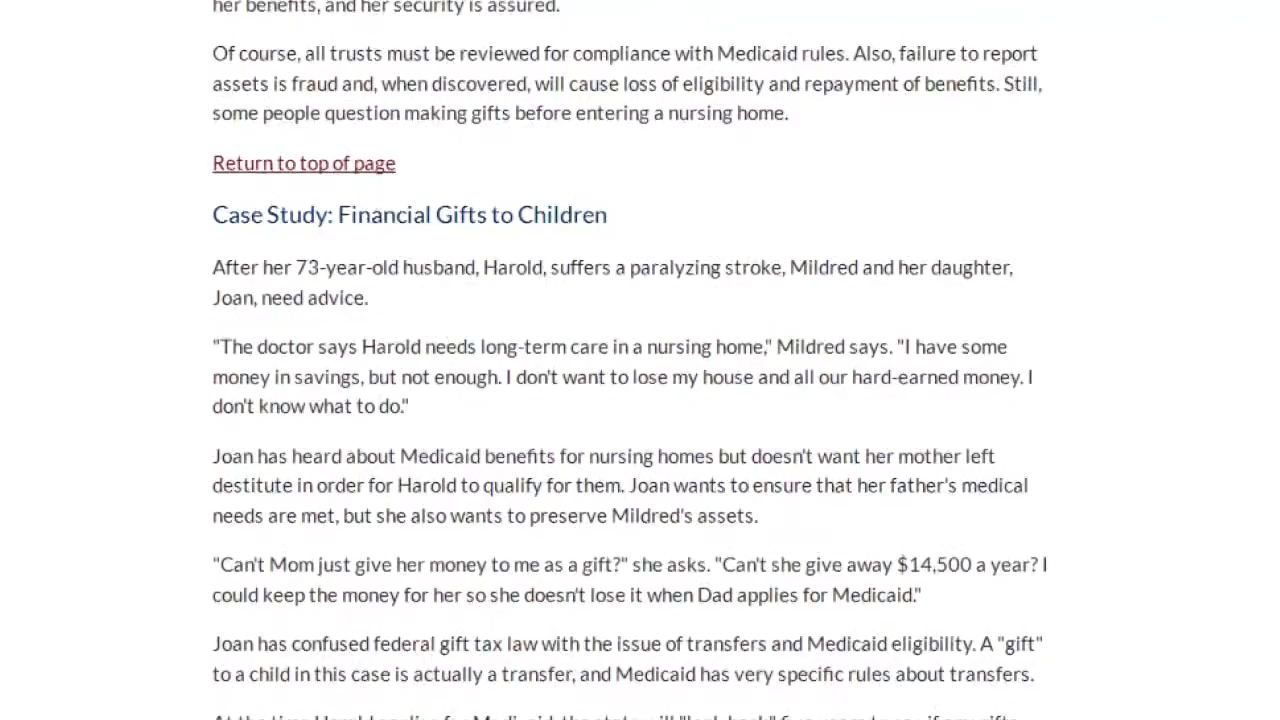 her benefits, and her security is assured.
Of course, all trusts must be reviewed for compliance with Medicaid rules. Also, failure to report
assets is fraud and, when discovered, will cause loss of eligibility and repayment of benefits. Still,
some people question making gifts before entering a nursing home.
Return to top of page
Case Study: Financial Gifts to Children
After her 73-year-old husband, Harold, suffers a paralyzing stroke, Mildred and her daughter,
Joan, need advice.
"The doctor says Harold needs long-term care in a nursing home," Mildred says. "I have some
money in savings, but not enough. I don't want to lose my house and all our hard-earned money. I
don't know what to do."
Joan has heard about Medicaid benefits for nursing homes but doesn't want her mother left
destitute in order for Harold to qualify for them. Joan wants to ensure that her father's medical
needs are met, but she also wants to preserve Mildred's assets.
"Can't Mom just give her money to me as a gift?" she asks. "Can't she give away $14,500 a year? I
could keep the money for her so she doesn't lose it when Dad applies for Medicaid."
Joan has confused federal gift tax law with the issue of transfers and Medicaid eligibility. A "gift"
to a child in this case is actually a transfer, and Medicaid has very specific rules about transfers.